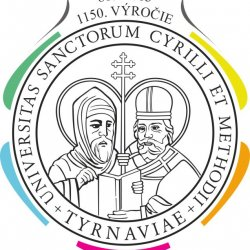 1150. VÝROČIE
UNIVERSITAS SANCTORUM CYRILLI ET METHODII
+ TYRNAVIAE +